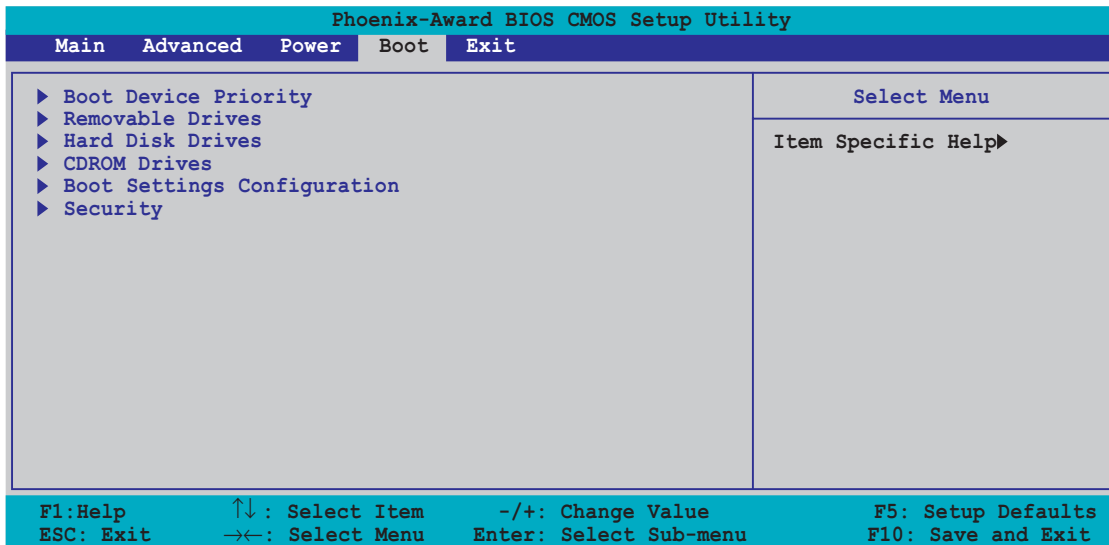 Phoenix-Award BIOS CMOS Setup Utility
Main Advanced Power Boot Exit
▶ Boot Device Priority
▶ Removable Drives
▶ Hard Disk Drives
▶ CDROM Drives
▶ Boot Settings Configuration
▶ Security
Select Menu
Item Specific Help▶
F1:Help ↑↓: Select Item -/+: Change Value F5: Setup Defaults
ESC: Exit →←: Select Menu Enter: Select Sub-menu F10: Save and Exit